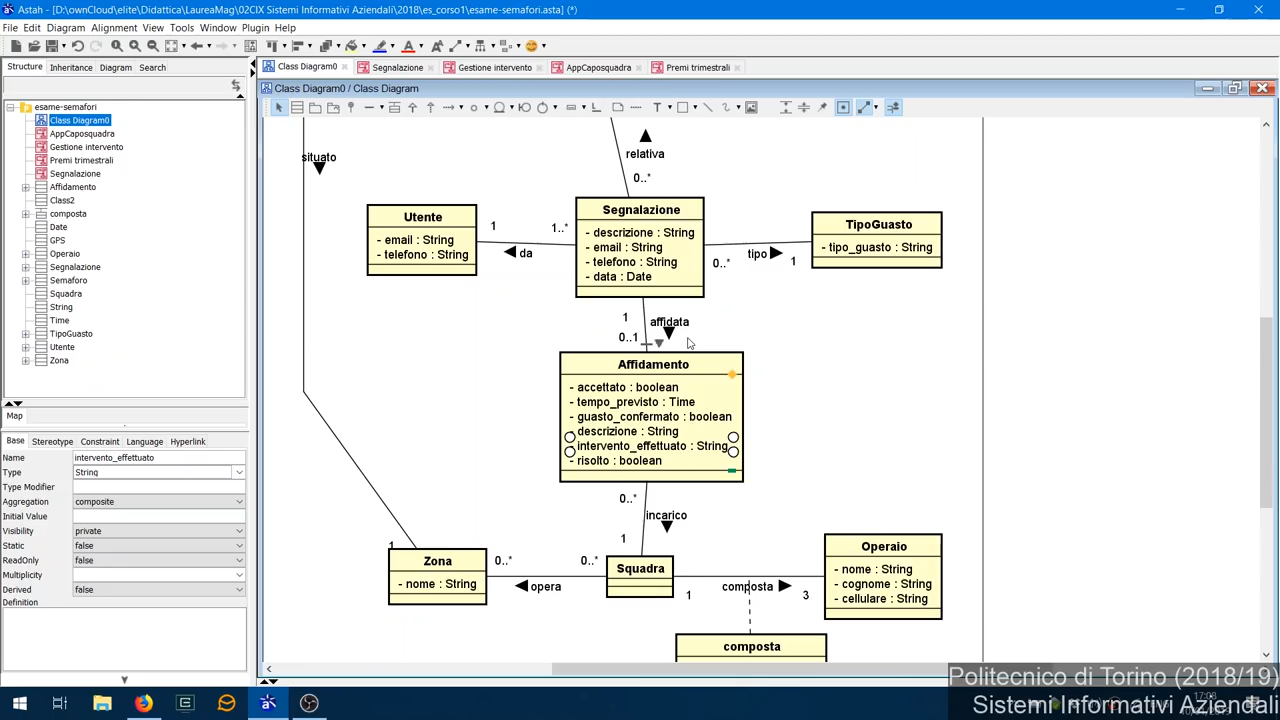 Astah - [D:\ownCloud\elite\Didattica\LaureaMag\02CIX Sistemi Informativi Aziendali\2018\es_corso1\esame-semafori.asta] (*)
File Edit Diagram Alignment View Tools Window Plugin Help
Structure Inheritance Diagram Search
Class Diagram0 Segnalazione Gestione intervento AppCaposquadra Premi trimestrali
Class Diagram0 / Class Diagram
esame-semafori
Class Diagram0
AppCaposquadra
Gestione intervento
Premi trimestrali
Segnalazione
Affidamento
Class2
composta
Date
GPS
Operaio
Segnalazione
Semaforo
Squadra
String
Time
TipoGuasto
Utente
Zona
Map
Base Stereotype Constraint Language Hyperlink
Name intervento_effettuato
Type String
Type Modifier
Aggregation composite
Initial Value
Visibility private
Static false
ReadOnly false
Multiplicity
Derived false
Definition
situato
relativa
0..*
Utente
- email : String
- telefono : String
1
1..*
da
Segnalazione
- descrizione : String
- email : String
- telefono : String
- data : Date
0..*
tipo
1
TipoGuasto
- tipo_guasto : String
1
affidata
0..1
Affidamento
- accettato : boolean
- tempo_previsto : Time
- guasto_confermato : boolean
- descrizione : String
intervento_effettuato : String
- risolto : boolean
0..*
incarico
1
1
Zona
- nome : String
0..*
opera
0..*
Squadra
1
composta
3
Operaio
- nome : String
- cognome : String
- cellulare : String
composta
Politecnico di Torino (2018/19)
Sistemi Informativi Aziendali